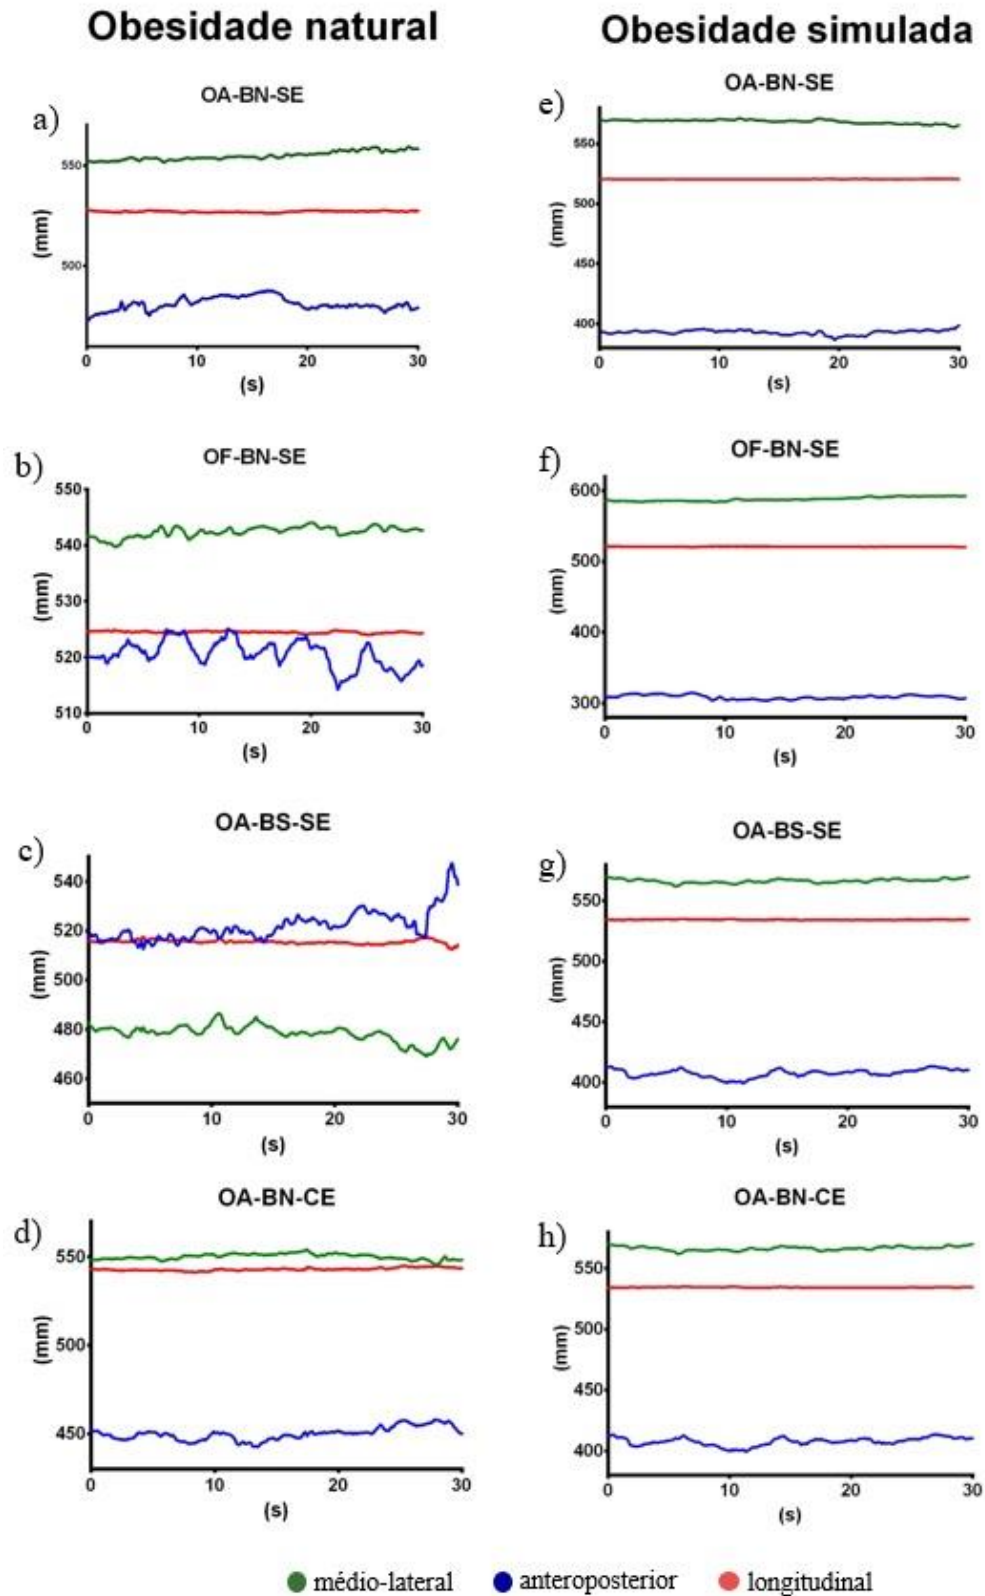 Obesidade natural
Obesidade simulada
OA-BN-SE
a)
550
500
(mm)
0 10 20 30
(s)
OA-BN-SE
e)
550
500
450
400
(mm)
0 10 20 30
(s)
OF-BN-SE
b)
550
540
530
520
510
(mm)
0 10 20 30
(s)
OF-BN-SE
f)
600
500
400
300
(mm)
0 10 20 30
(s)
OA-BS-SE
c)
540
520
500
480
460
(mm)
0 10 20 30
(s)
OA-BS-SE
g)
550
500
450
400
(mm)
0 10 20 30
(s)
OA-BN-CE
d)
550
500
450
(mm)
0 10 20 30
(s)
OA-BN-CE
h)
550
500
450
400
(mm)
0 10 20 30
(s)
médio-lateral anteroposterior longitudinal